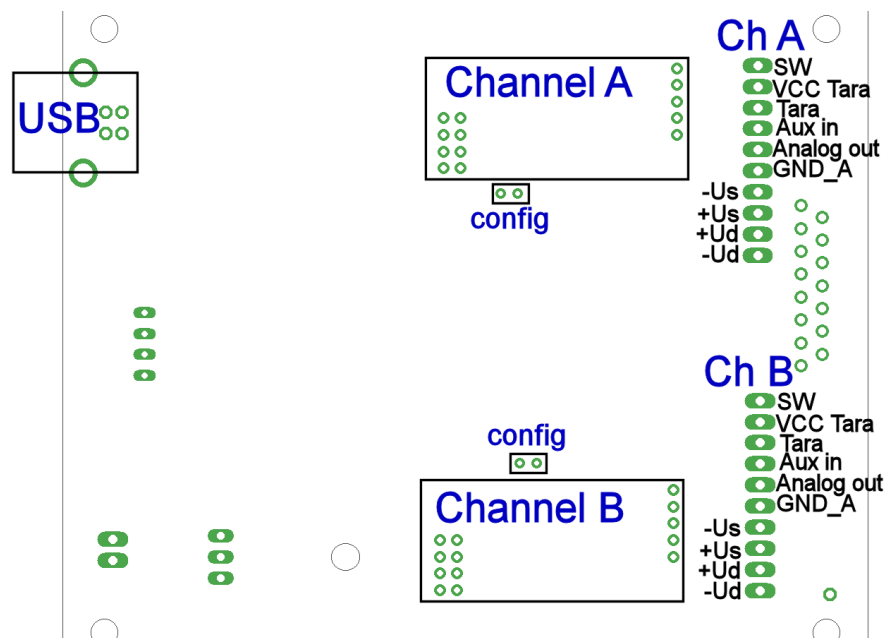 Ch A
USB
Channel A
SW
VCC Tara
Tara
Aux in
Analog out
GND_A
-Us
+Us
+Ud
-Ud
config
Ch B
config
Channel B
SW
VCC Tara
Tara
Aux in
Analog out
GND_A
-Us
+Us
+Ud
-Ud